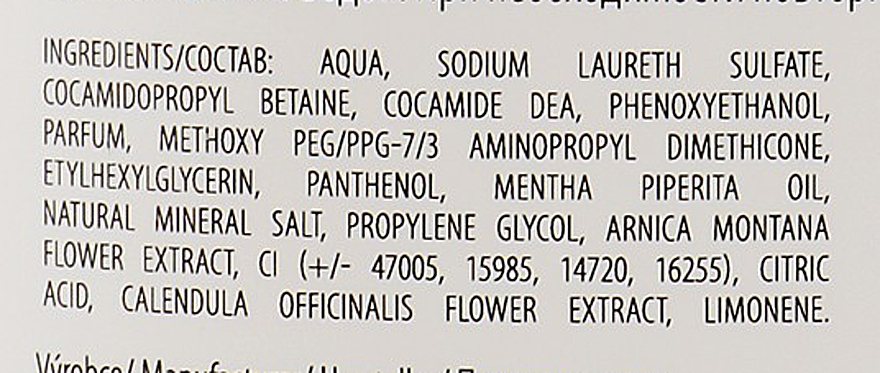 INGREDIENTS/СОСТАВ: AQUA, SODIUM LAURETH SULFATE,
COCAMIDOPROPYL BETAINE, COCAMIDE DEA, PHENOXYETHANOL,
PARFUM, METHOXY PEG/PPG-7/3 AMINOPROPYL DIMETHICONE,
ETYLHEXYLGLYCERIN, PANTHENOL, MENTHA PIPERITA OIL,
NATURAL MINERAL SALT, PROPYLENE GLYCOL, ARNICA MONTANA
FLOWER EXTRACT, CI (+/- 47005, 15985, 14720, 16255), CITRIC
ACID, CALENDULA OFFICINALIS FLOWER EXTRACT, LIMONENE.
Výrobce/